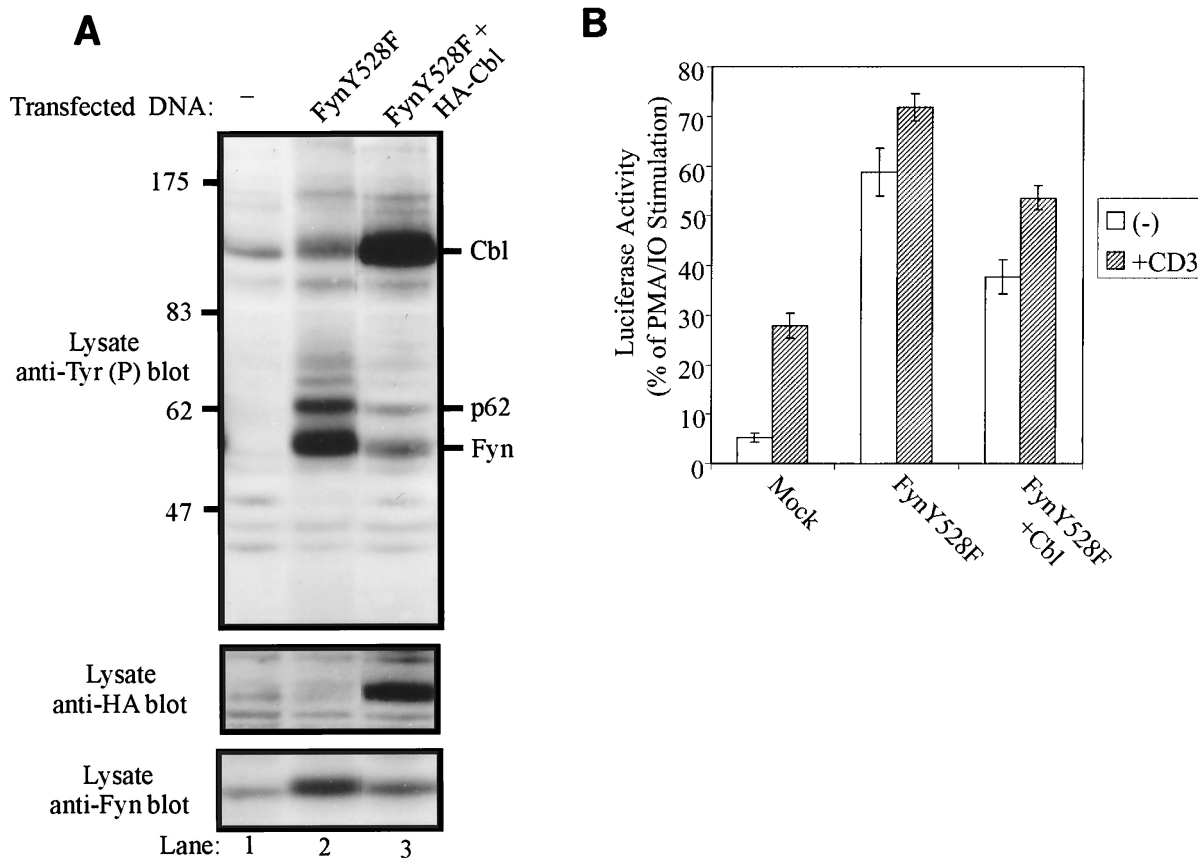 A
Transfected DNA:
–
FynY528F
FynY528F +
HA-Cbl
175
83
62
47
Lysate
anti-Tyr (P) blot
Cbl
p62
Fyn
Lysate
anti-HA blot
Lysate
anti-Fyn blot
Lane: 1 2 3
B
Luciferase Activity
(% of PMA/IO Stimulation)
80
70
60
50
40
30
20
10
0
Mock
FynY528F
FynY528F
+Cbl
(-)
+CD3